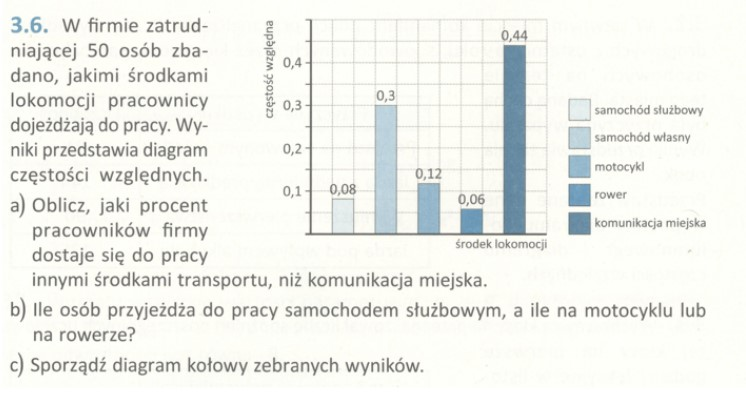 3.6. W firmie zatrud-
niającej 50 osób zba-
dano, jakimi środkami
lokomocji pracownicy
dojeżdżają do pracy. Wy-
niki przedstawia diagram
częstości względnych.
a) Oblicz, jaki procent
pracowników firmy
dostaje się do pracy
innymi środkami transportu, niż komunikacja miejska.
częstość względna
0,4
0,3
0,2
0,1
0,08
0,3
0,12
0,06
0,44
środek lokomocji
samochód służbowy
samochód własny
motocykl
rower
komunikacja miejska
b) Ile osób przyjeżdża do pracy samochodem służbowym, a ile na motocyklu lub
na rowerze?
c) Sporządź diagram kołowy zebranych wyników.